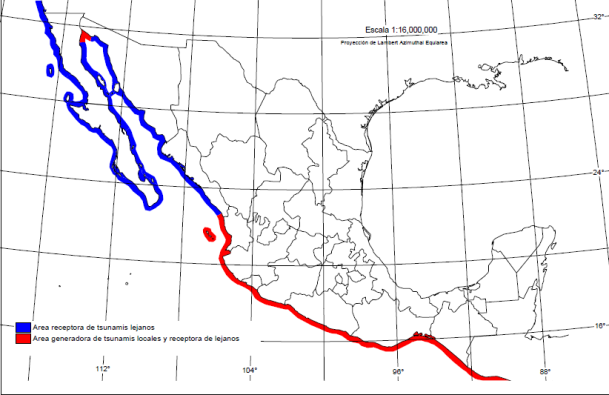 Escala 1:16,000,000
Proyección de Lambert Azimuthal Equiarea
32°
24°
16°
Area receptora de tsunamis lejanos
Area generadora de tsunamis locales y receptora de lejanos
112°
104°
96°
88°